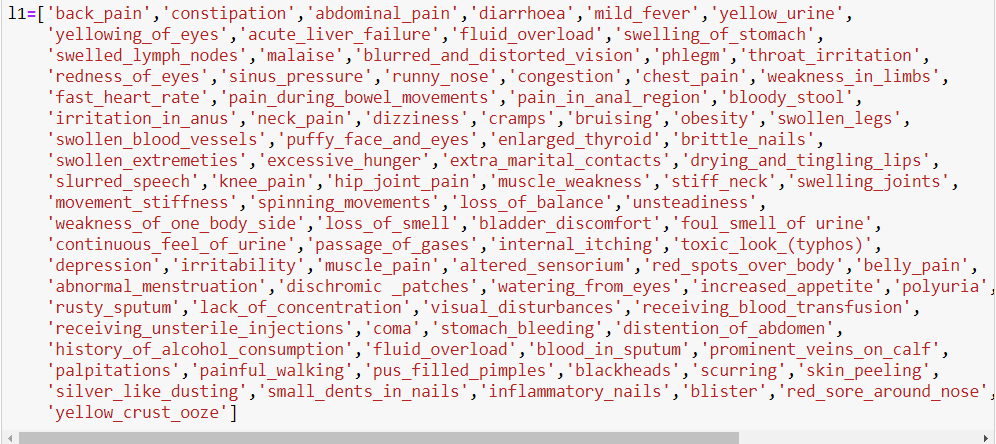 l1=['back_pain','constipation','abdominal_pain','diarrhoea','mild_fever','yellow_urine',
'yellowing_of_eyes','acute_liver_failure','fluid_overload','swelling_of_stomach',
'swelled_lymph_nodes','malaise','blurred_and_distorted_vision','phlegm','throat_irritation',
'redness_of_eyes','sinus_pressure','runny_nose','congestion','chest_pain','weakness_in_limbs',
'fast_heart_rate','pain_during_bowel_movements','pain_in_anal_region','bloody_stool',
'irritation_in_anus','neck_pain','dizziness','cramps','bruising','obesity','swollen_legs',
'swollen_blood_vessels','puffy_face_and_eyes','enlarged_thyroid','brittle_nails',
'swollen_extremeties','excessive_hunger','extra_marital_contacts','drying_and_tingling_lips',
'slurred_speech','knee_pain','hip_joint_pain','muscle_weakness','stiff_neck','swelling_joints',
'movement_stiffness','spinning_movements','loss_of_balance','unsteadiness',
'weakness_of_one_body_side','loss_of_smell','bladder_discomfort','foul_smell_of urine',
'continuous_feel_of_urine','passage_of_gases','internal_itching','toxic_look_(typhos)',
'depression','irritability','muscle_pain','altered_sensorium','red_spots_over_body','belly_pain',
'abnormal_menstruation','dischromic _patches','watering_from_eyes','increased_appetite','polyuria
'rusty_sputum','lack_of_concentration','visual_disturbances','receiving_blood_transfusion',
'receiving_unsterile_injections','coma','stomach_bleeding','distention_of_abdomen',
'history_of_alcohol_consumption','fluid_overload','blood_in_sputum','prominent_veins_on_calf',
'palpitations','painful_walking','pus_filled_pimples','blackheads','scurring','skin_peeling',
'silver_like_dusting','small_dents_in_nails','inflammatory_nails','blister','red_sore_around_nose',
'yellow_crust_ooze']